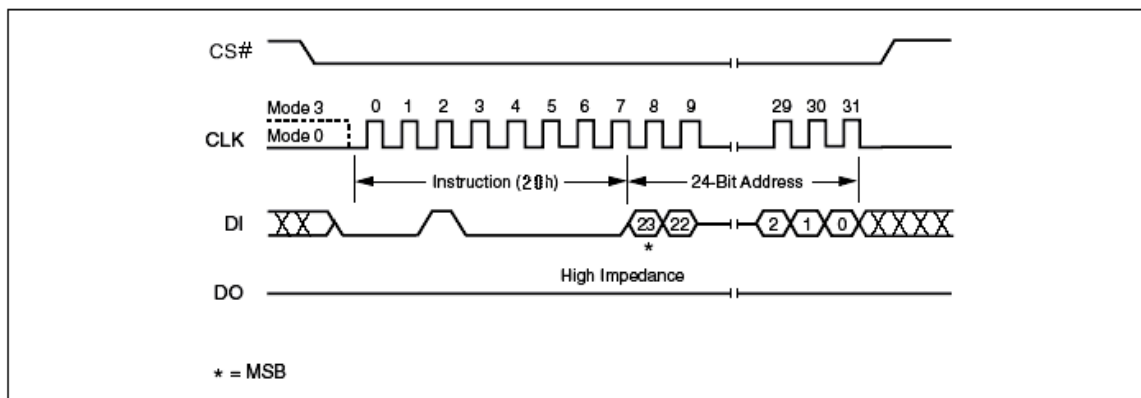 CS#
Mode 3
0 1 2 3 4 5 6 7 8 9 29 30 31
CLK
Mode 0
Instruction (20h)
24-Bit Address
DI
23 22 2 1 0
*
High Impedance
DO
* = MSB